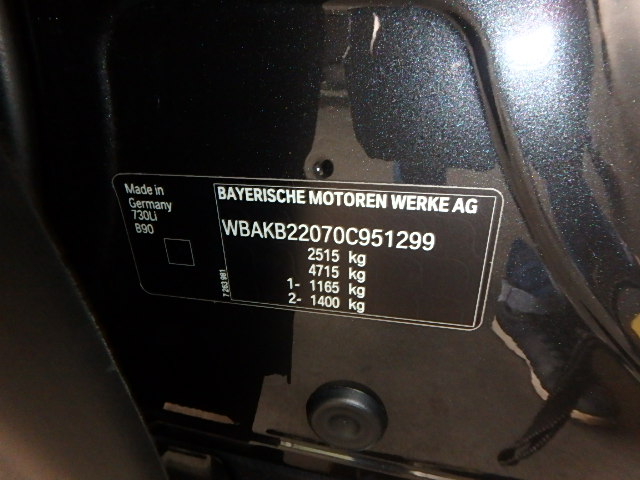 Made in
Germany
730Li
B90
BAYERISCHE MOTOREN WERKE AG
WBAKB22070C951299
2515 kg
4715 kg
1- 1165 kg
2- 1400 kg